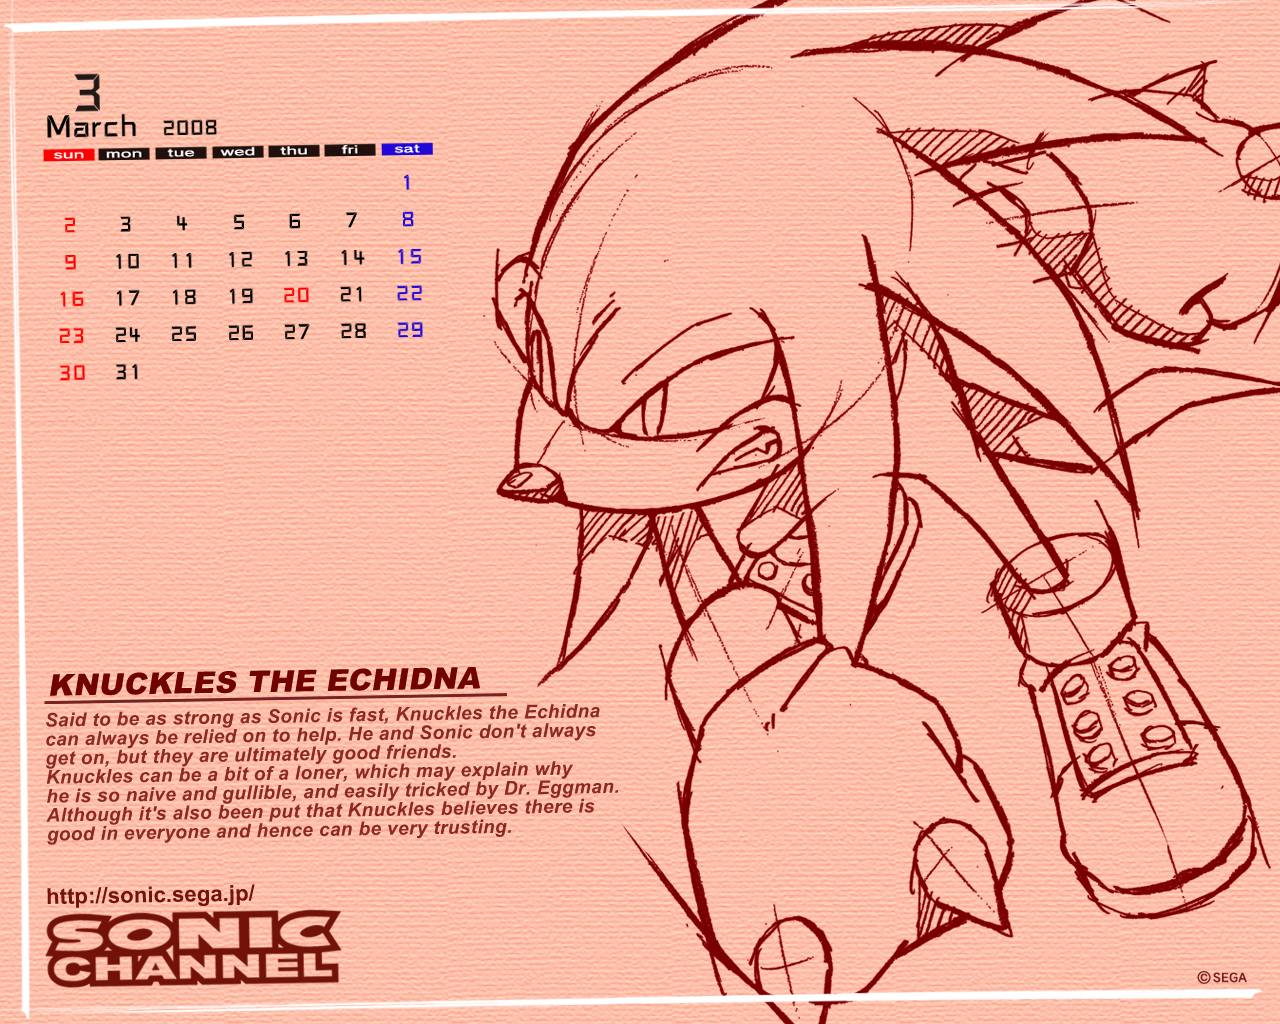 3
March 2008
sun mon tue wed thu fri sat
1
2 3 4 5 6 7 8
9 10 11 12 13 14 15
16 17 18 19 20 21 22
23 24 25 26 27 28 29
30 31
KNUCKLES THE ECHIDNA
Said to be as strong as Sonic is fast, Knuckles the Echidna
can always be relied on to help. He and Sonic don't always
get on, but they are ultimately good friends.
Knuckles can be a bit of a loner, which may explain why
he is so naive and gullible, and easily tricked by Dr. Eggman.
Although it's also been put that Knuckles believes there is
good in everyone and hence can be very trusting.
http://sonic.sega.jp/
SONIC
CHANNEL
©SEGA